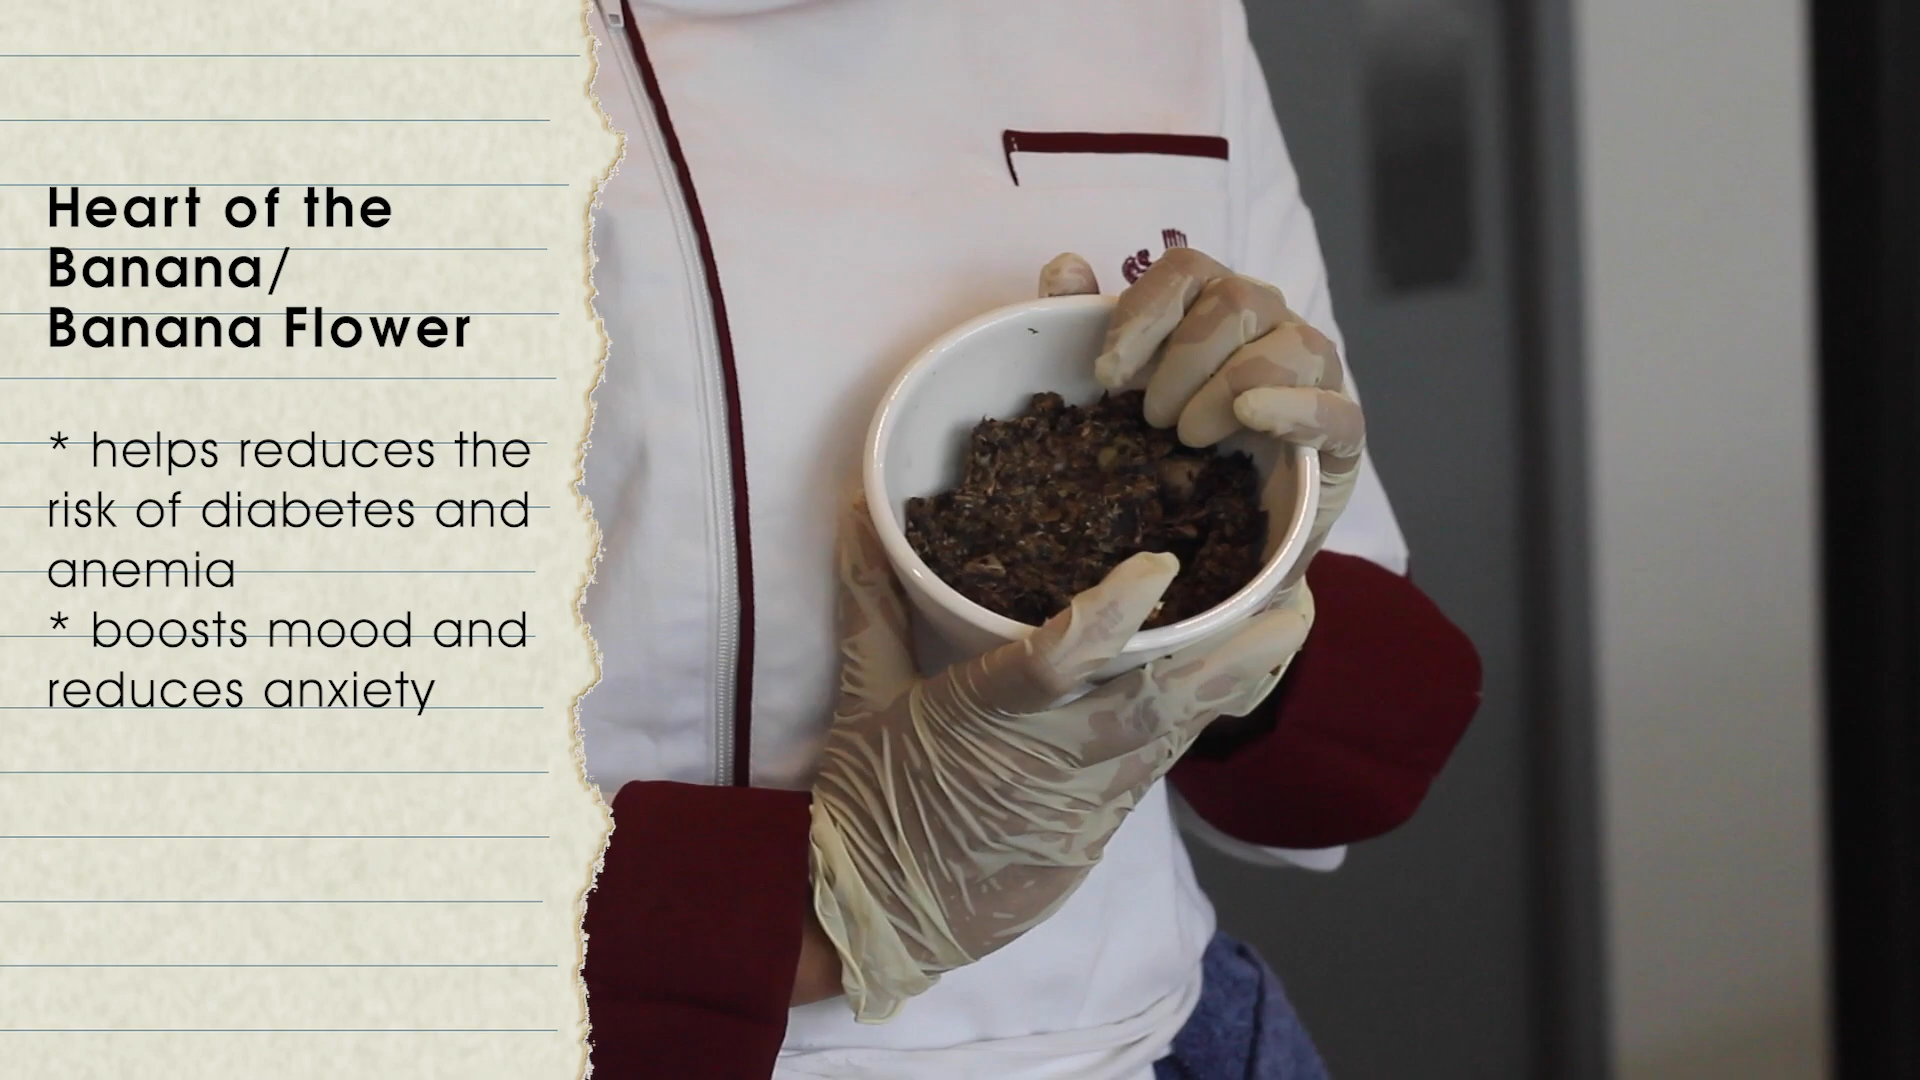 Heart of the
Banana/
Banana Flower
* helps reduces the
risk of diabetes and
anemia
* boosts mood and
reduces anxiety